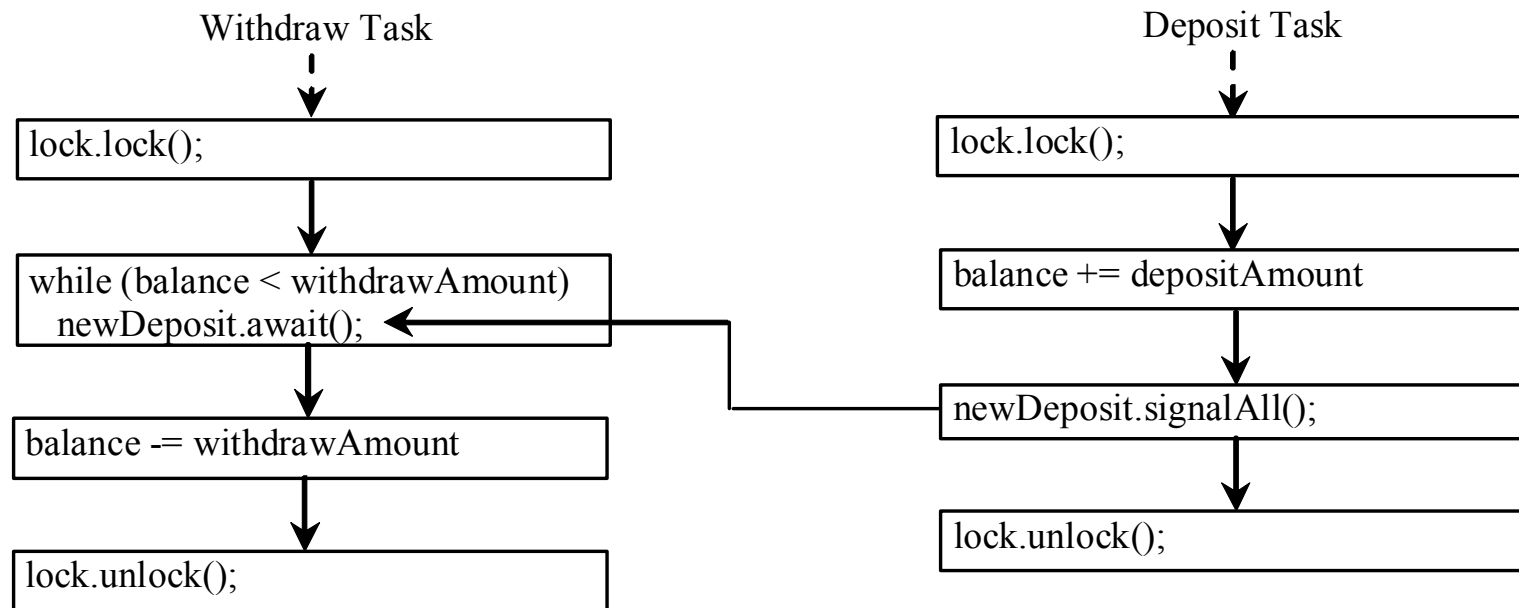 Withdraw Task
lock.lock();
while (balance < withdrawAmount)
newDeposit.await();
balance -= withdrawAmount
lock.unlock();
Deposit Task
lock.lock();
balance += depositAmount
newDeposit.signalAll();
lock.unlock();